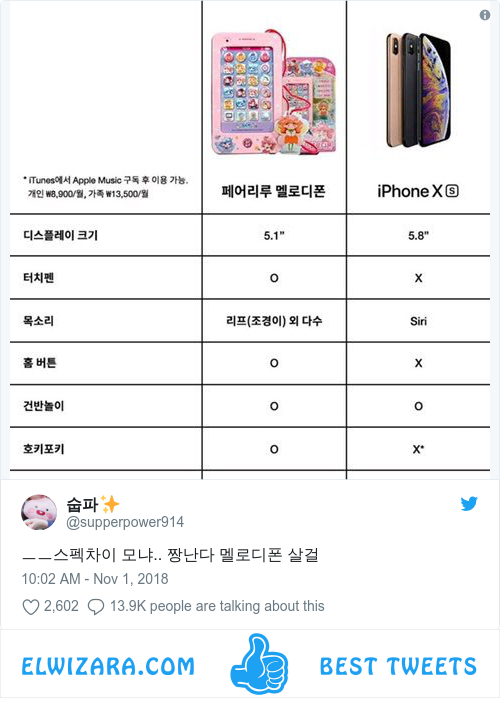 * iTunes에서 Apple Music 구독 후 이용 가능.
개인 ₩8,900/월, 가족 ₩13,500/월
페어리루 멜로디폰
iPhone X S
디스플레이 크기 5.1” 5.8”
터치펜 O X
목소리 리프(조경이) 외 다수 Siri
홈 버튼 O X
건반놀이 O O
호키포키 O X*
숩파✨
@supperpower914
ㅡㅡ스펙차이 모냐.. 짱난다 멜로디폰 살걸
10:02 AM - Nov 1, 2018
2,602 13.9K people are talking about this
ELWIZARA.COM BEST TWEETS